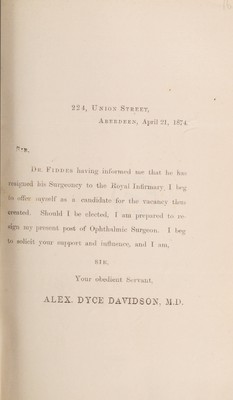 224, UNION STREET,
ABERDEEN, April 21, 1874.
SIR,
DR. FIDDES having informed me that he has
resigned his Surgeoncy to the Royal Infirmary, I beg
to offer myself as a candidate for the vacancy thus
created. Should I be elected, I am prepared to re-
sign my present post of Ophthalmic Surgeon. I beg
to solicit your support and influence, and I am,
SIR,
Your obedient Servant,
ALEX. DYCE DAVIDSON, M.D.